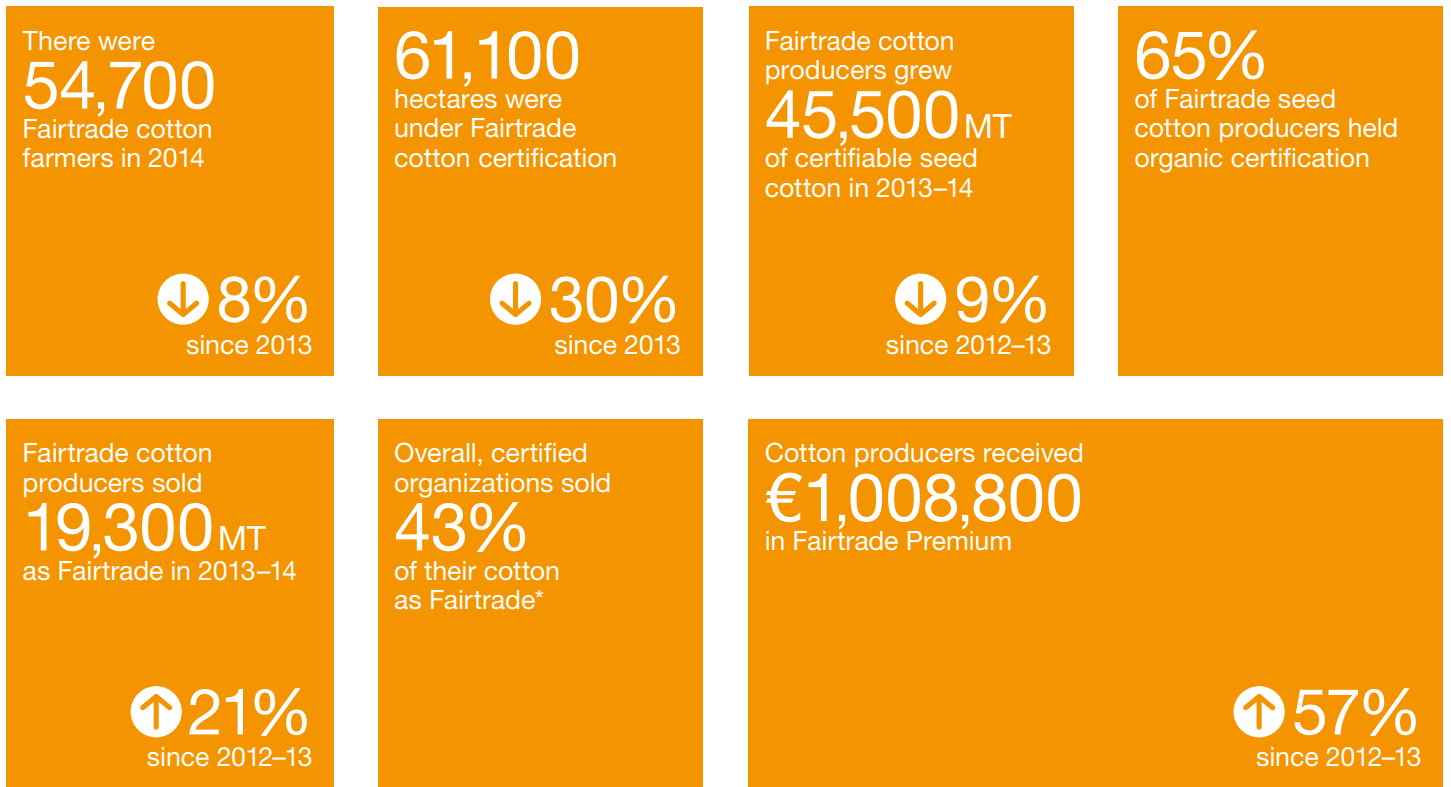 There were
54,700
Fairtrade cotton
farmers in 2014
8%
since 2013
61,100
hectares were
under Fairtrade
cotton certification
30%
since 2013
Fairtrade cotton
producers grew
45,500 MT
of certifiable seed
cotton in 2013–14
9%
since 2012–13
65%
of Fairtrade seed
cotton producers held
organic certification
Fairtrade cotton
producers sold
19,300 MT
as Fairtrade in 2013–14
21%
since 2012–13
Overall, certified
organizations sold
43%
of their cotton
as Fairtrade*
Cotton producers received
€1,008,800
in Fairtrade Premium
57%
since 2012–13